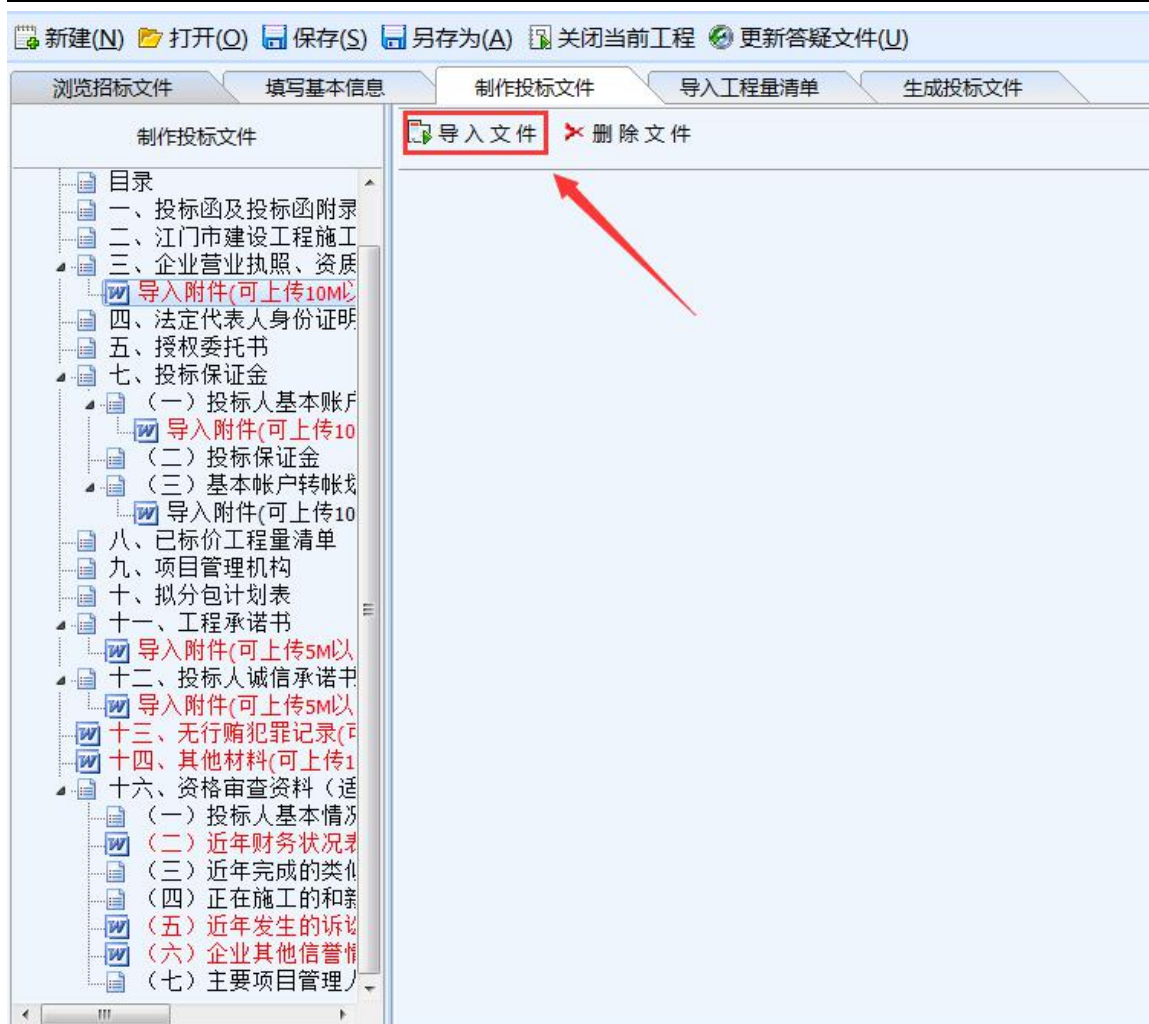 新建(N) 打开(O) 保存(S) 另存为(A) 关闭当前工程 更新答疑文件(U)
浏览招标文件 填写基本信息 制作投标文件 导入工程量清单 生成投标文件
制作投标文件
导入文件 删除文件
目录
一、投标函及投标函附录
二、江门市建设工程施工
三、企业营业执照、资质
导入附件(可上传10M以
四、法定代表人身份证明
五、授权委托书
七、投标保证金
（一）投标人基本账户
导入附件(可上传10
（二）投标保证金
（三）基本帐户转帐划
导入附件(可上传10
八、已标价工程量清单
九、项目管理机构
十、拟分包计划表
十一、工程承诺书
导入附件(可上传5M以
十二、投标人诚信承诺书
导入附件(可上传5M以
十三、无行贿犯罪记录(可
十四、其他材料(可上传1
十六、资格审查资料（适
（一）投标人基本情况
（二）近年财务状况表
（三）近年完成的类似
（四）正在施工的和新
（五）近年发生的诉讼
（六）企业其他信誉情
（七）主要项目管理人